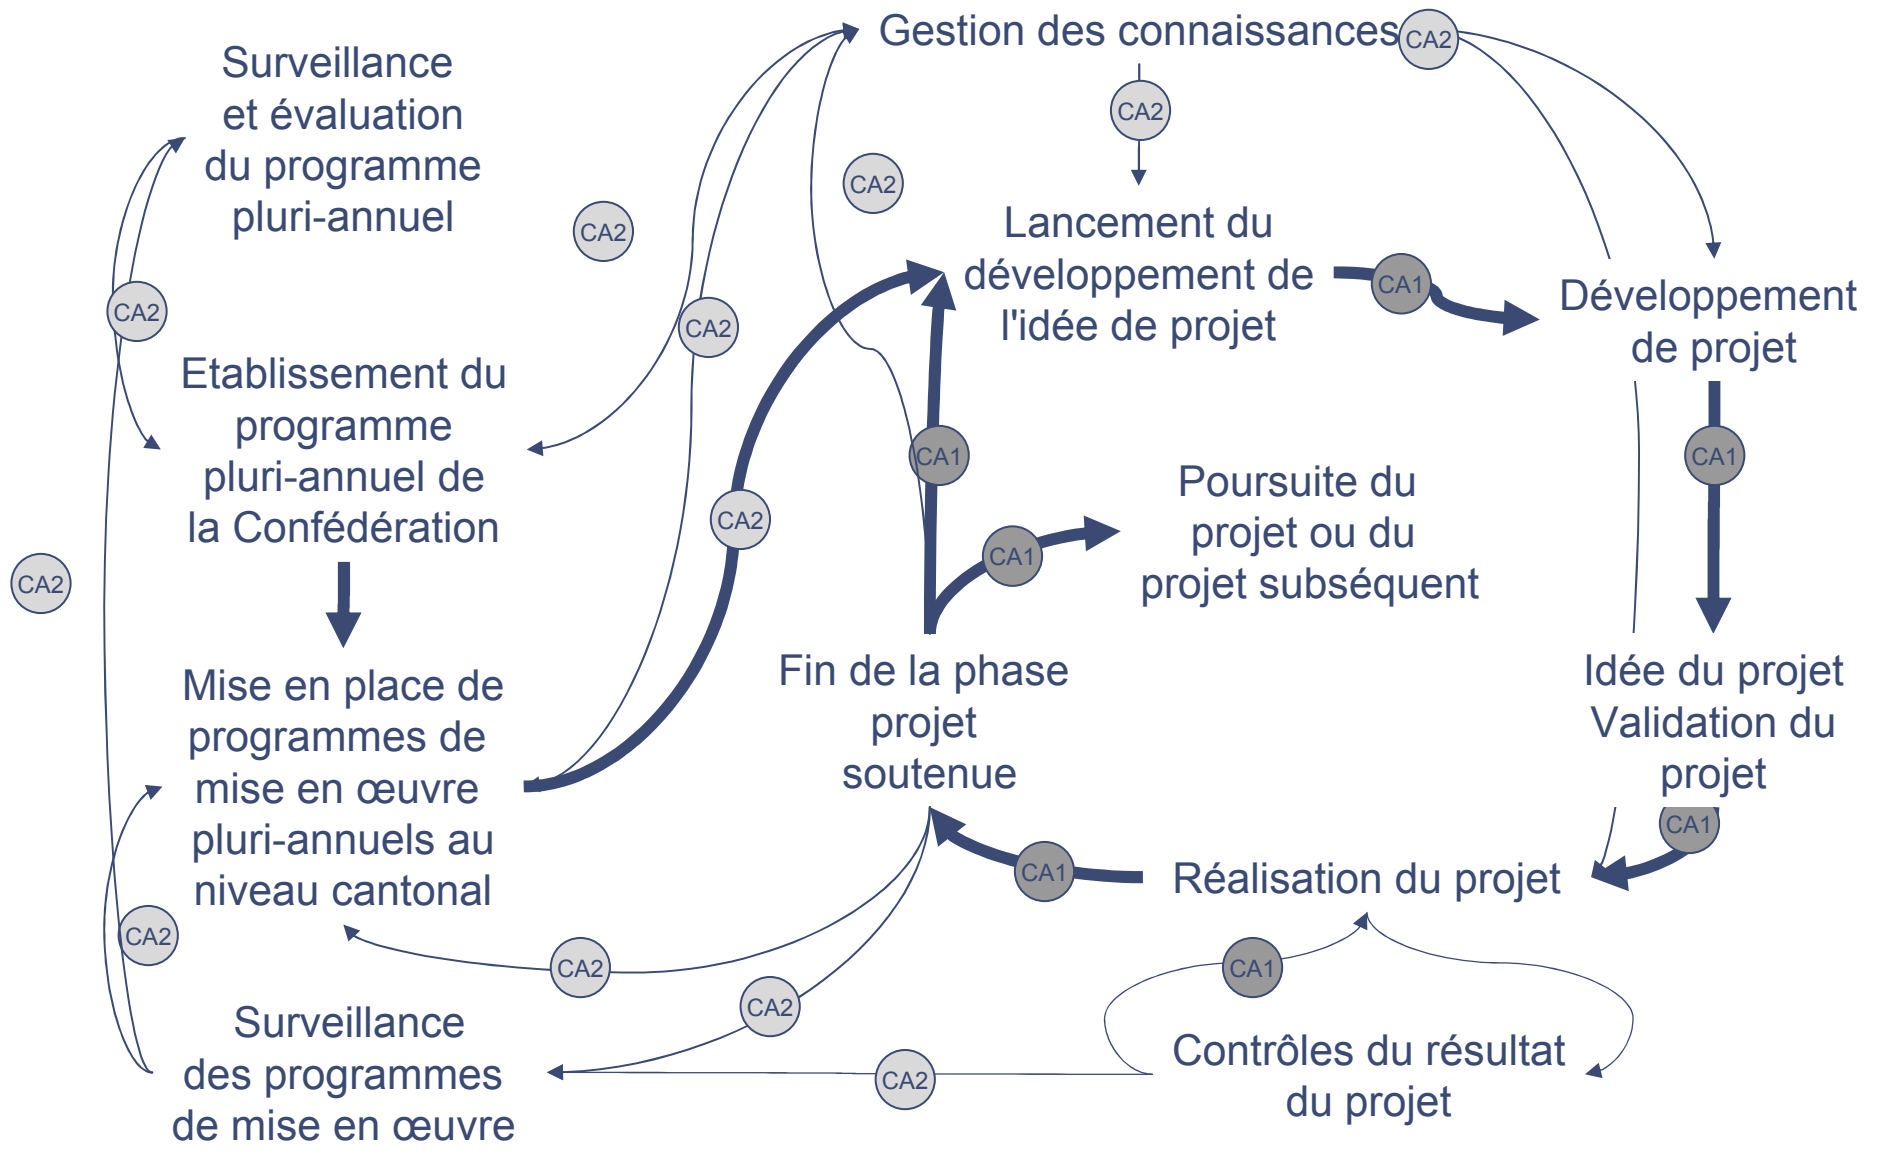 Gestion des connaissances
CA2
CA2
Surveillance
et évaluation
du programme
pluri-annuel
CA2
CA2
Lancement du
développement de
l'idée de projet
CA1
Développement
de projet
CA2
CA2
Etablissement du
programme
pluri-annuel de
la Confédération
CA1
CA1
CA2
Poursuite du
projet ou du
projet subséquent
CA1
CA2
Mise en place de
programmes de
mise en œuvre
pluri-annuels au
niveau cantonal
Fin de la phase
projet
soutenue
Idée du projet
Validation du
projet
CA1
CA1
Réalisation du projet
CA2
CA2
CA1
CA2
Surveillance
des programmes
de mise en œuvre
CA2
Contrôles du résultat
du projet